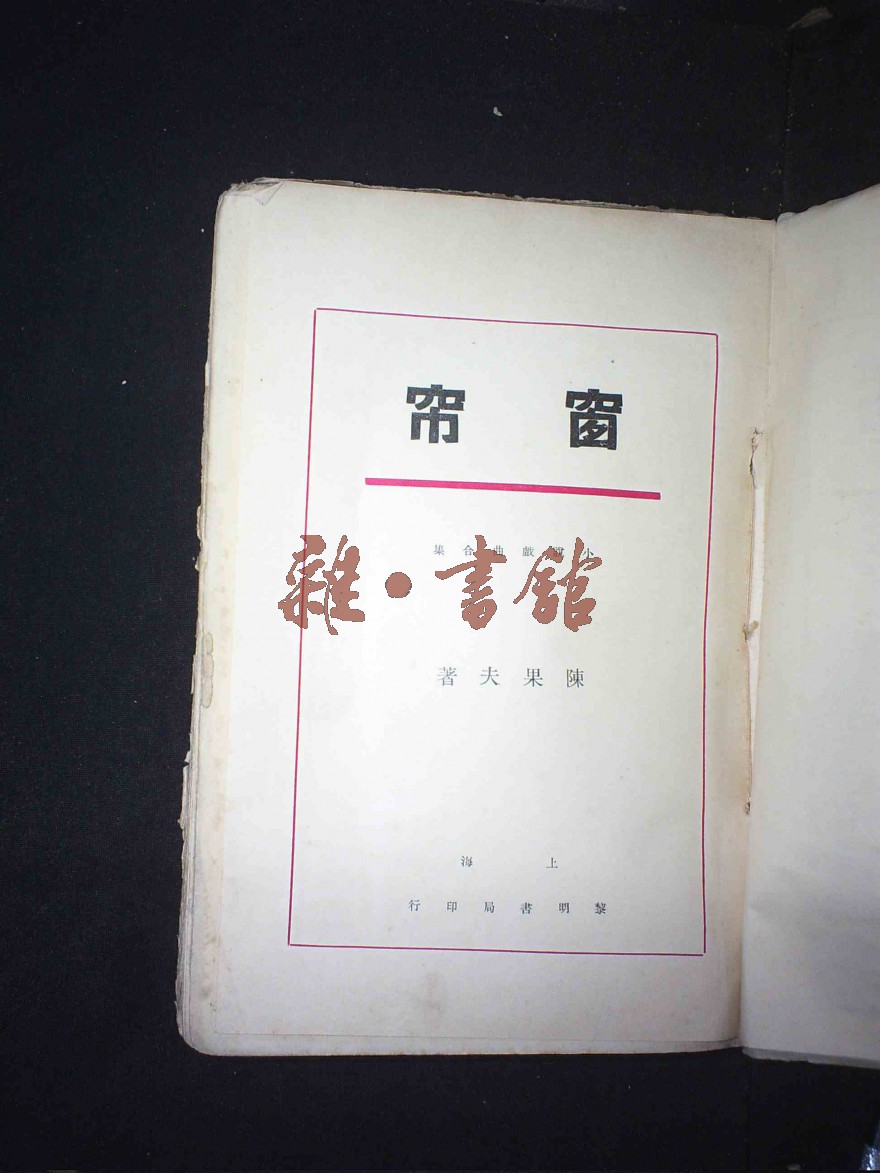 窗帘
小說戲曲合集
雜·書館
陳果夫著
上海
黎明書局印行